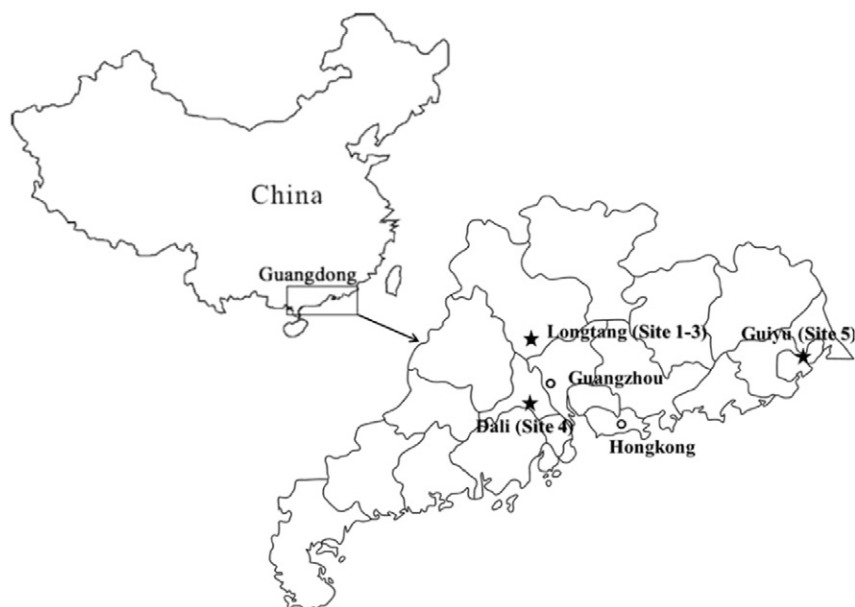 China
Guangdong
Longtang (Site 1-3)
Guiyu (Site 5)
Guangzhou
Dali (Site 4)
Hongkong